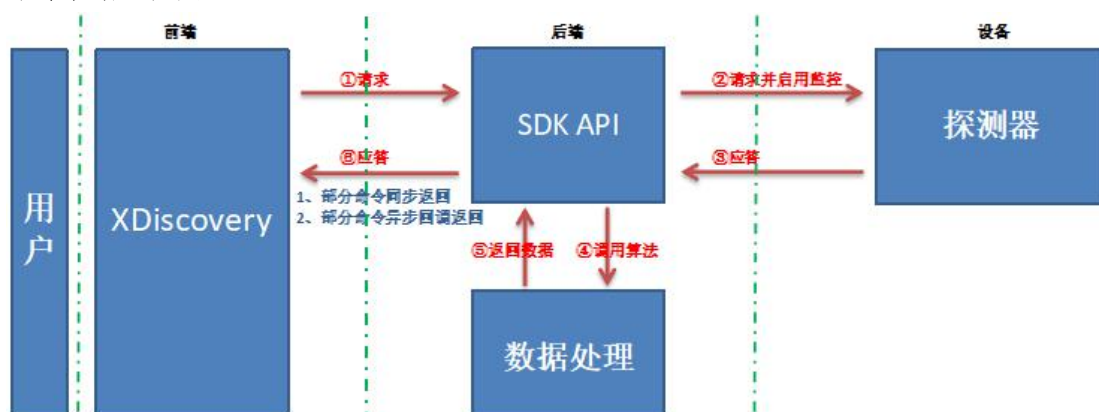 前端
后端
设备
用户
XDiscovery
①请求
SDK API
②请求并启用监控
探测器
⑥应答
③应答
1、部分命令同步返回
2、部分命令异步回调返回
⑤返回数据
④调用算法
数据处理